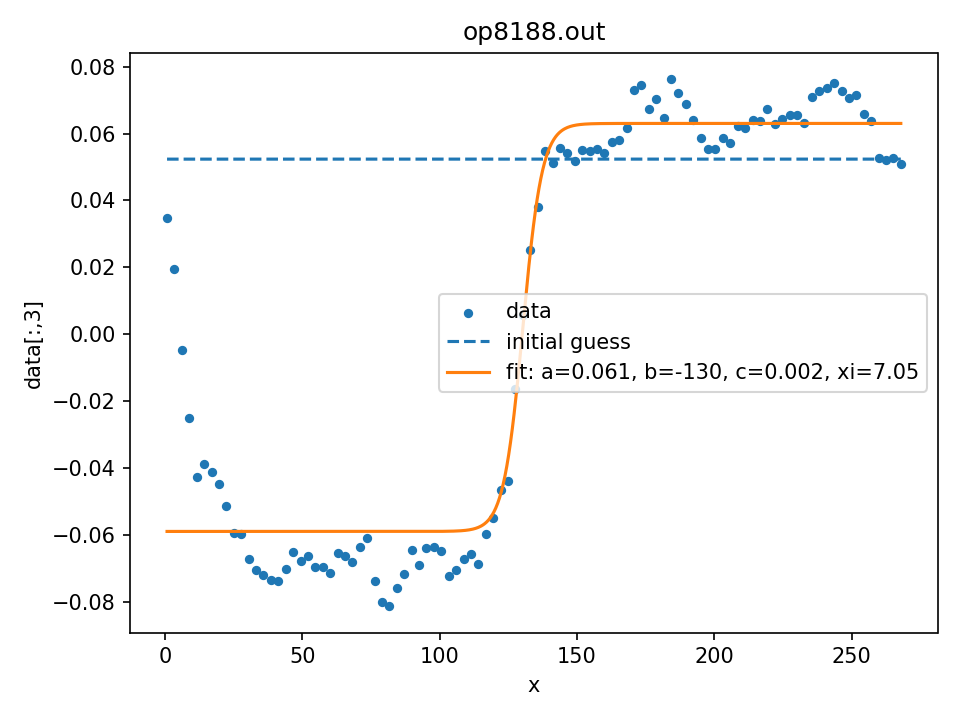 op8188.out
0.08
0.06
0.04
0.02
0.00
−0.02
−0.04
−0.06
−0.08
data[:,3]
data
initial guess
fit: a=0.061, b=-130, c=0.002, xi=7.05
0 50 100 150 200 250
x